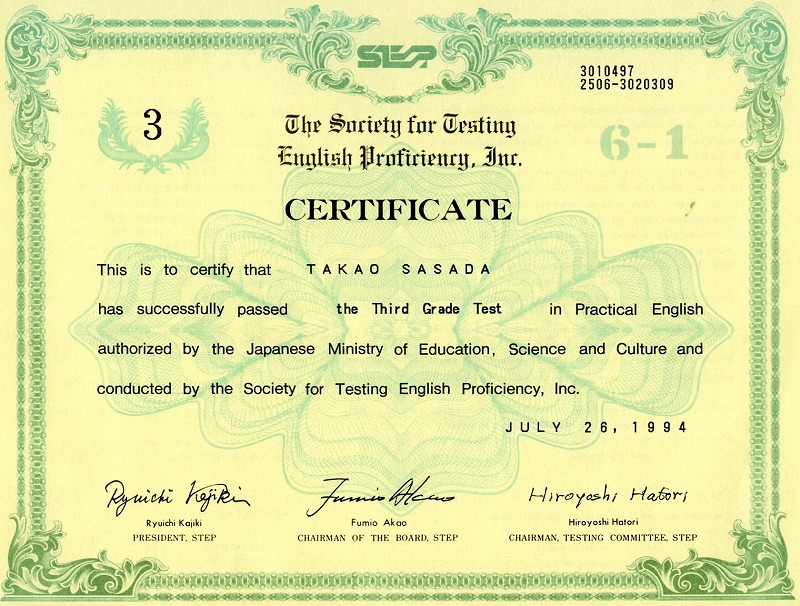 STEP
3010497
2506-3020309
3
6-1
The Society for Testing
English Proficiency, Inc.
CERTIFICATE
This is to certify that TAKAO SASADA
has successfully passed the Third Grade Test in Practical English
authorized by the Japanese Ministry of Education, Science and Culture and
conducted by the Society for Testing English Proficiency, Inc.
JULY 26, 1994
Ryuichi Kajiki Fumio Akao Hiroyoshi Hatori
Ryuichi Kajiki Fumio Akao Hiroyoshi Hatori
PRESIDENT, STEP CHAIRMAN OF THE BOARD, STEP CHAIRMAN, TESTING COMMITTEE, STEP